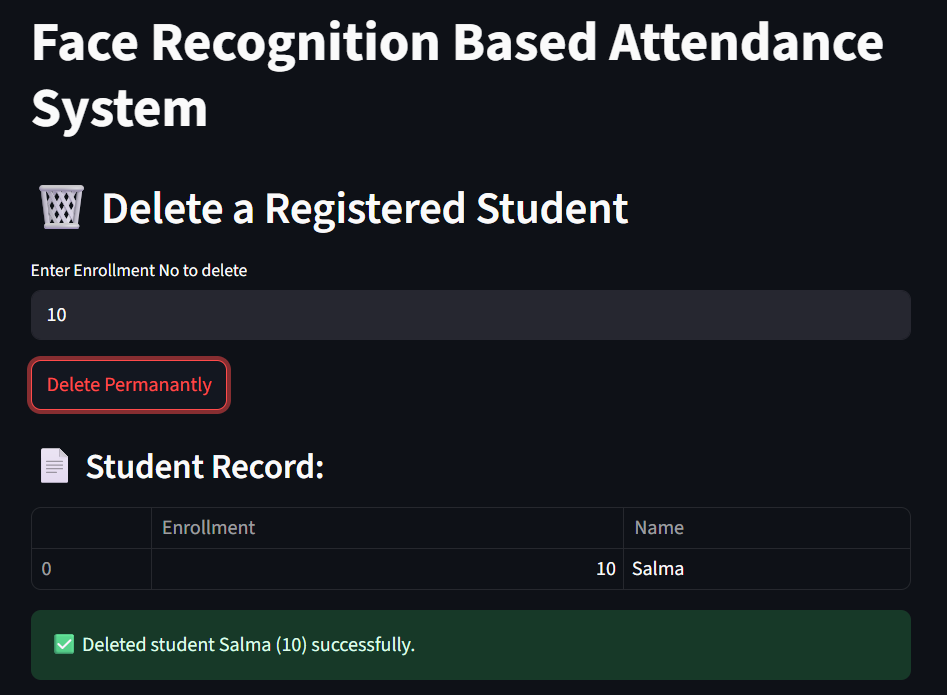 Face Recognition Based Attendance
System
🗑️ Delete a Registered Student
Enter Enrollment No to delete
10
Delete Permanantly
📄 Student Record:
Enrollment Name
0 10 Salma
✅ Deleted student Salma (10) successfully.